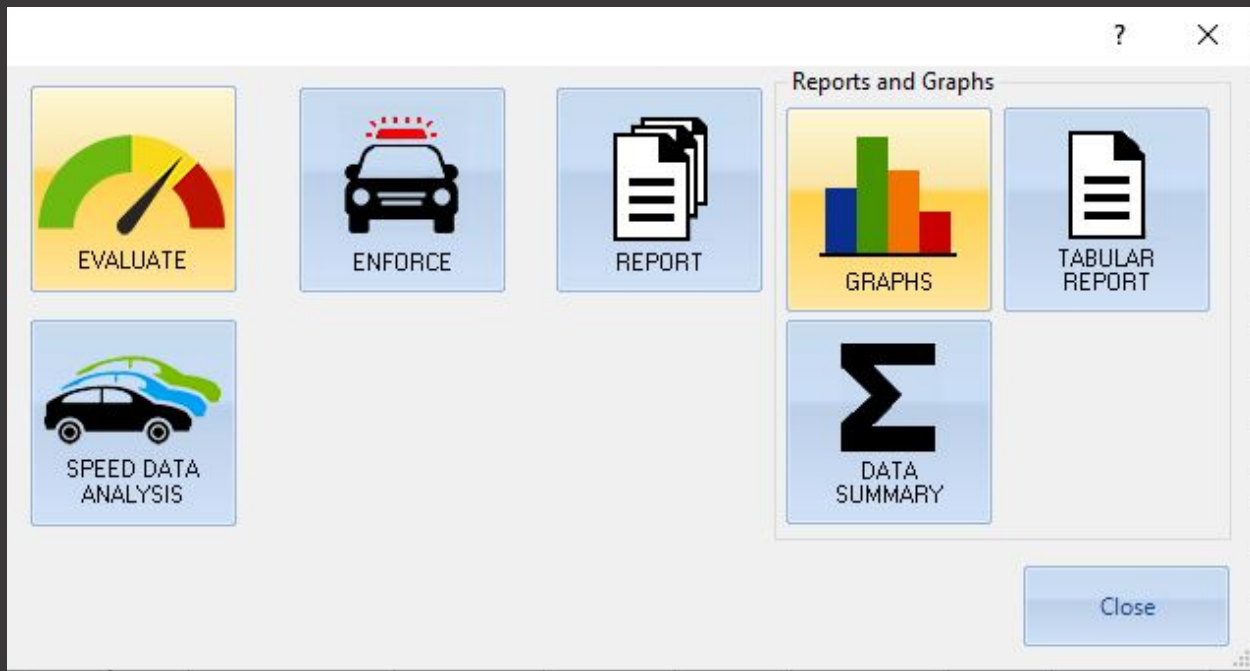 ?
Reports and Graphs
EVALUATE
ENFORCE
REPORT
GRAPHS
TABULAR
REPORT
SPEED DATA
ANALYSIS
Σ
DATA
SUMMARY
Close